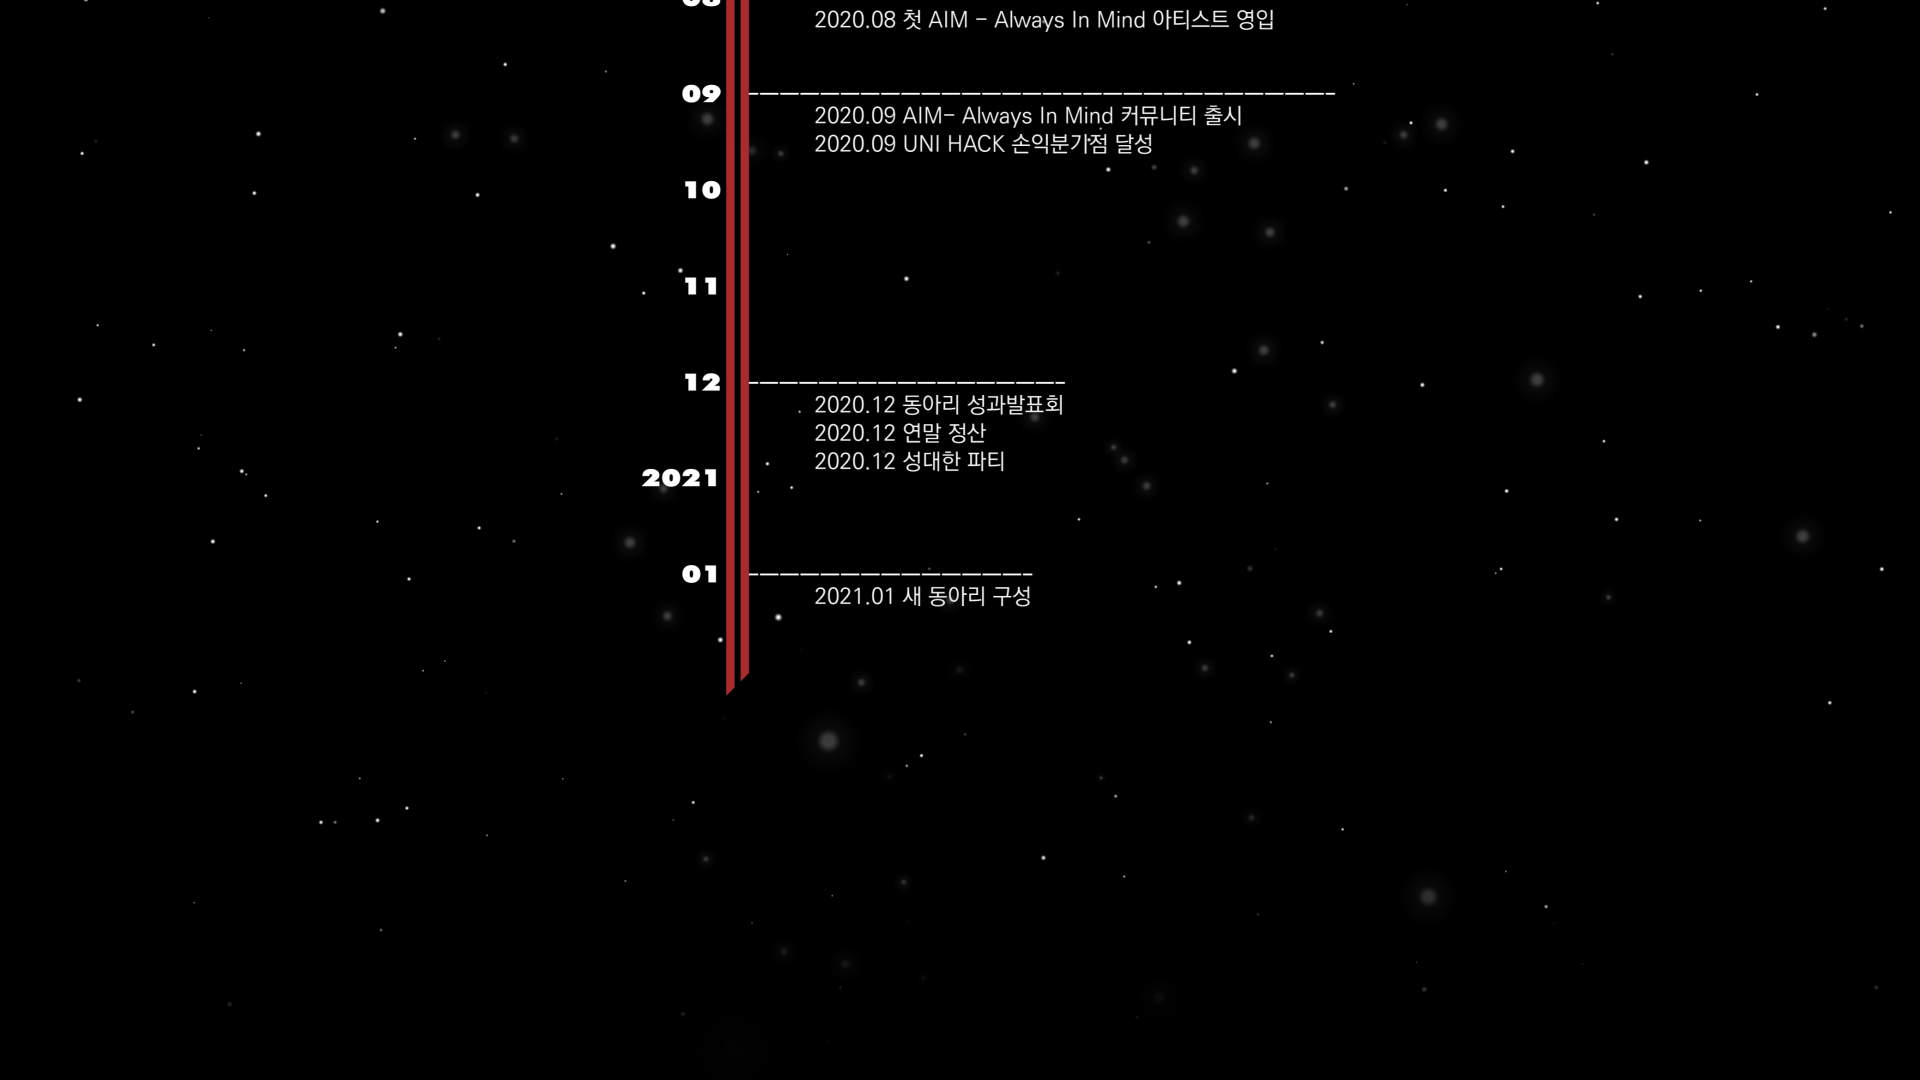 08
2020.08 첫 AIM - Always In Mind 아티스트 영입
09
2020.09 AIM- Always In Mind 커뮤니티 출시
2020.09 UNI HACK 손익분기점 달성
10
11
12
2020.12 동아리 성과발표회
2020.12 연말 정산
2020.12 성대한 파티
2021
01
2021.01 새 동아리 구성